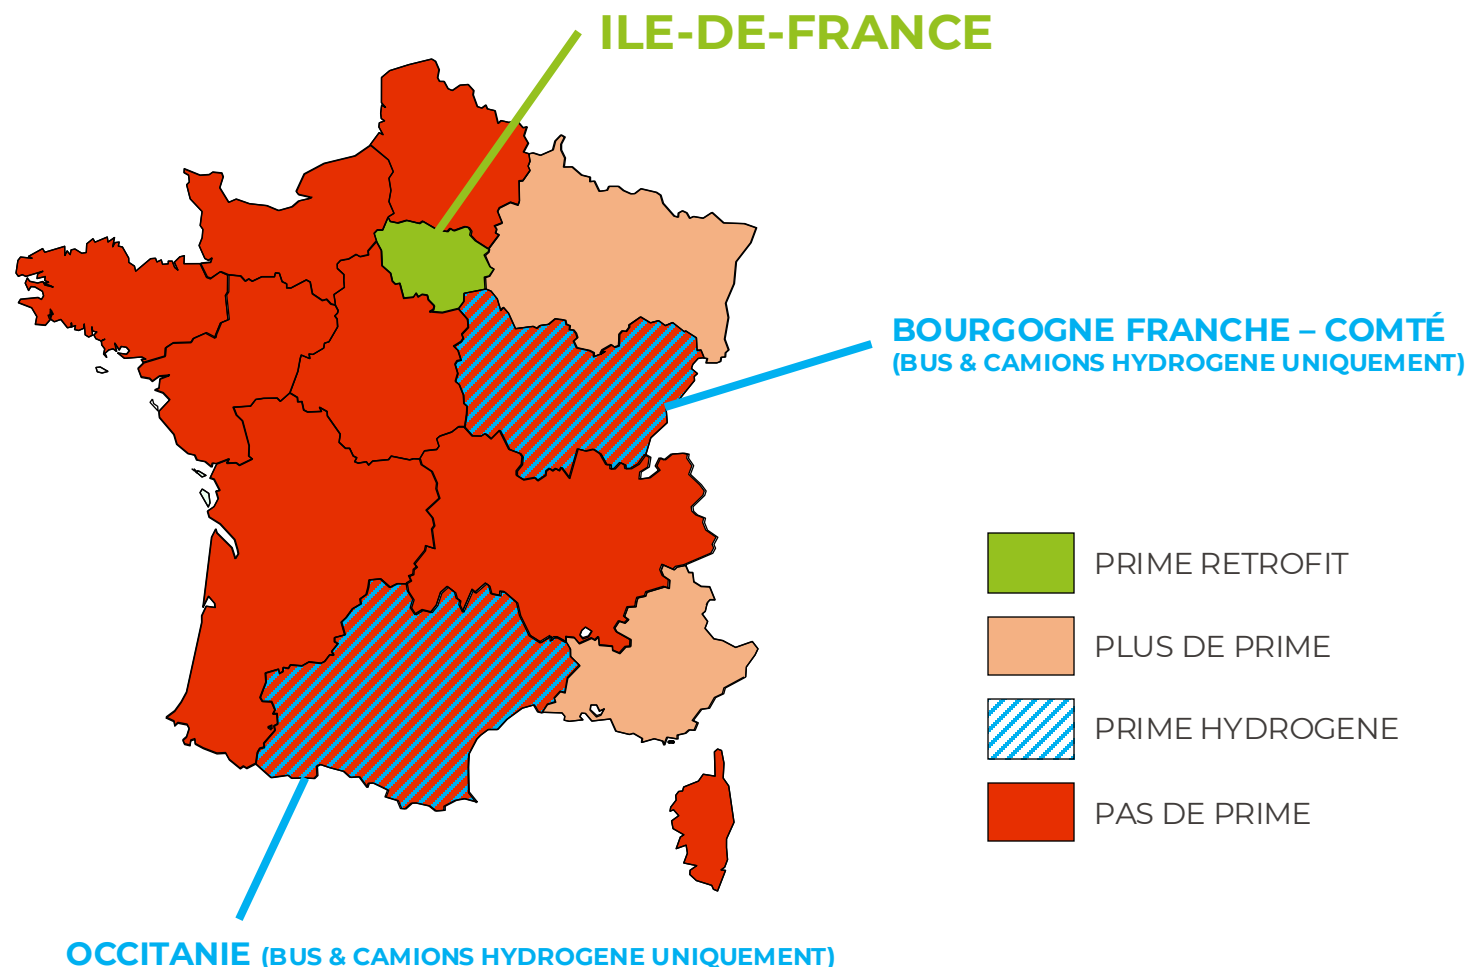 ILE-DE-FRANCE
BOURGOGNE FRANCHE – COMTÉ
(BUS & CAMIONS HYDROGENE UNIQUEMENT)
PRIME RETROFIT
PLUS DE PRIME
PRIME HYDROGENE
PAS DE PRIME
OCCITANIE (BUS & CAMIONS HYDROGENE UNIQUEMENT)